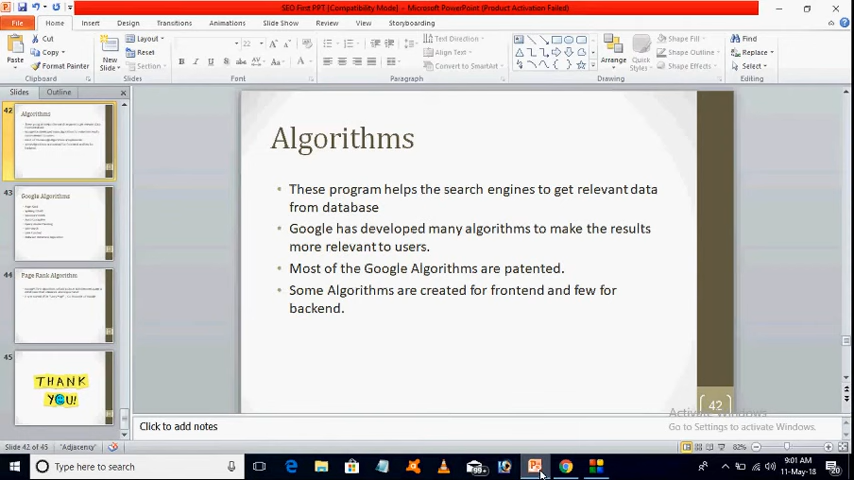 SEO First PPT [Compatibility Mode] - Microsoft PowerPoint (Product Activation Failed)
File Home Insert Design Transitions Animations Slide Show Review View Storyboarding
Cut
Copy
Format Painter
Paste
Clipboard
New Slide
Layout
Reset
Section
Slides
22
Font
Text Direction
Align Text
Convert to SmartArt
Paragraph
Arrange
Quick Styles
Shape Fill
Shape Outline
Shape Effects
Drawing
Find
Replace
Select
Editing
Slides Outline
42
Algorithms
43
Google Algorithms
44
Page Rank Algorithm
45
THANK
YOU!
Algorithms
• These program helps the search engines to get relevant data
from database
• Google has developed many algorithms to make the results
more relevant to users.
• Most of the Google Algorithms are patented.
• Some Algorithms are created for frontend and few for
backend.
42
Activate Windows
Go to Settings to activate Windows.
Click to add notes
Slide 42 of 45 "Adjacency" 82%
Type here to search
99+
9:01 AM
11-May-18
20